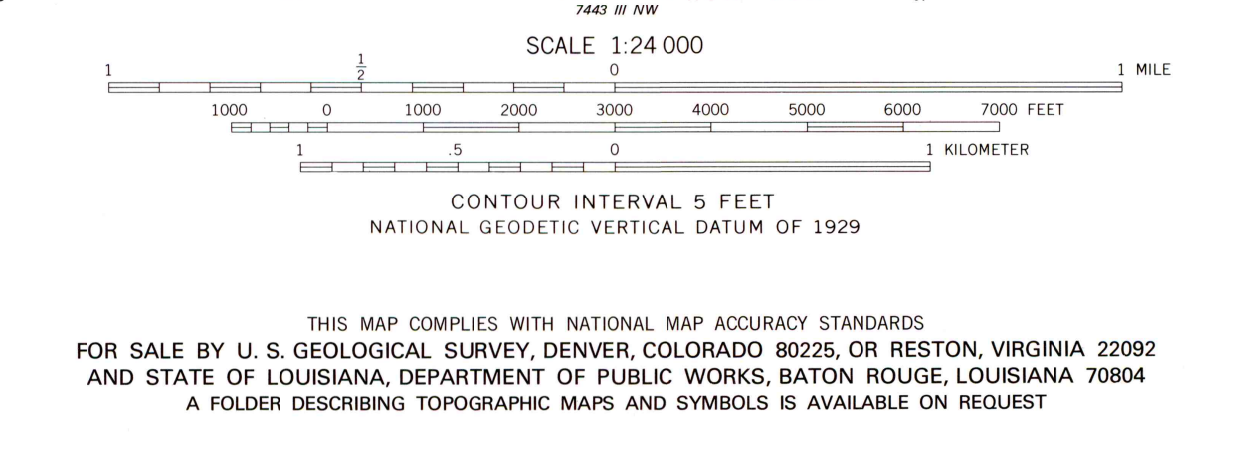 7443 III NW
SCALE 1:24 000
1 1/2 0 1 MILE
1000 0 1000 2000 3000 4000 5000 6000 7000 FEET
1 .5 0 1 KILOMETER
CONTOUR INTERVAL 5 FEET
NATIONAL GEODETIC VERTICAL DATUM OF 1929
THIS MAP COMPLIES WITH NATIONAL MAP ACCURACY STANDARDS
FOR SALE BY U. S. GEOLOGICAL SURVEY, DENVER, COLORADO 80225, OR RESTON, VIRGINIA 22092
AND STATE OF LOUISIANA, DEPARTMENT OF PUBLIC WORKS, BATON ROUGE, LOUISIANA 70804
A FOLDER DESCRIBING TOPOGRAPHIC MAPS AND SYMBOLS IS AVAILABLE ON REQUEST